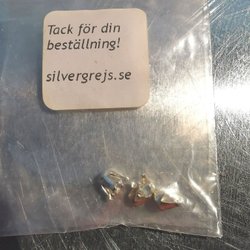 Tack för din
beställning!
silvergrejs.se